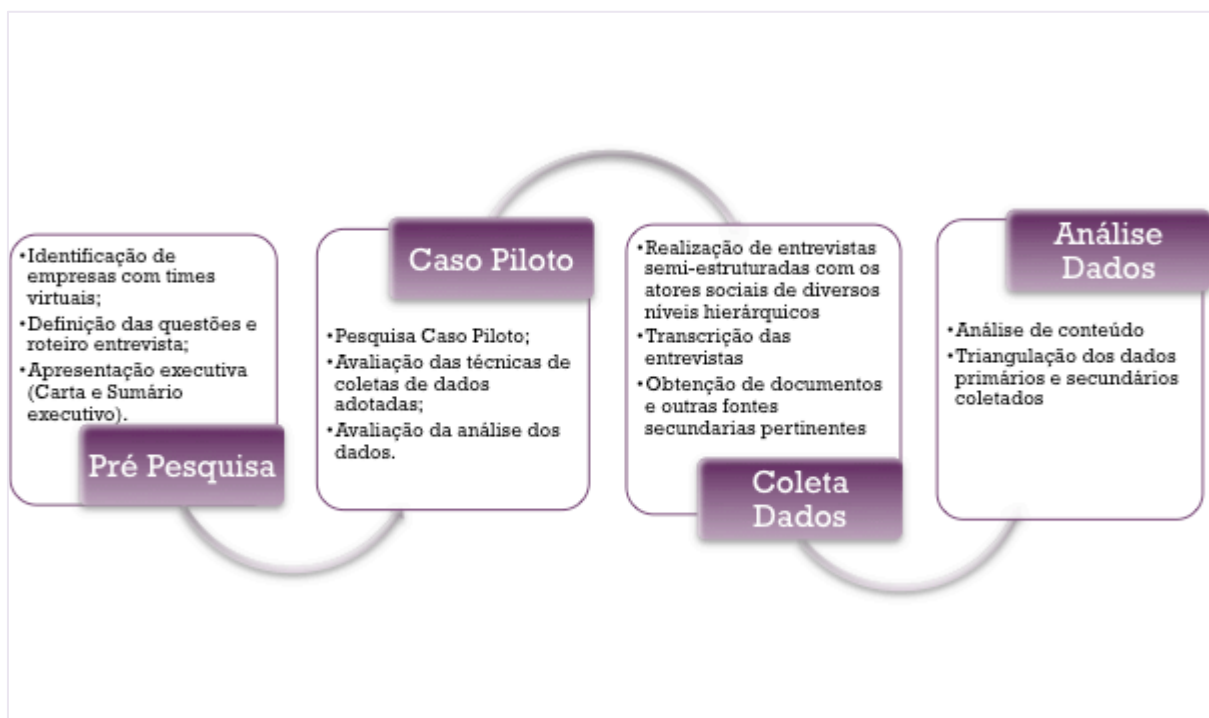 •Identificação de
empresas com times
virtuais;
•Definição das questões e
roteiro entrevista;
•Apresentação executiva
(Carta e Sumário
executivo).
Pré Pesquisa
Caso Piloto
•Pesquisa Caso Piloto;
•Avaliação das técnicas de
coletas de dados
adotadas;
•Avaliação da análise dos
dados.
•Realização de entrevistas
semi-estruturadas com os
atores sociais de diversos
níveis hierárquicos
•Transcrição das
entrevistas
•Obtenção de documentos
e outras fontes
secundarias pertinentes
Coleta
Dados
Análise
Dados
•Análise de conteúdo
•Triangulação dos dados
primários e secundários
coletados